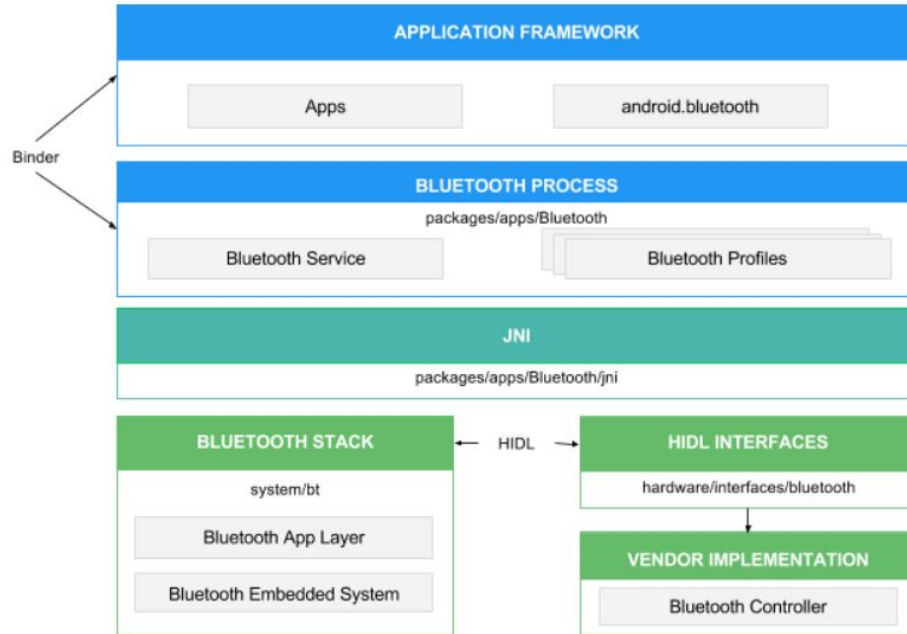 APPLICATION FRAMEWORK
Apps
android.bluetooth
Binder
BLUETOOTH PROCESS
packages/apps/Bluetooth
Bluetooth Service
Bluetooth Profiles
JNI
packages/apps/Bluetooth/jni
BLUETOOTH STACK
HIDL
HIDL INTERFACES
system/bt
hardware/interfaces/bluetooth
Bluetooth App Layer
VENDOR IMPLEMENTATION
Bluetooth Embedded System
Bluetooth Controller